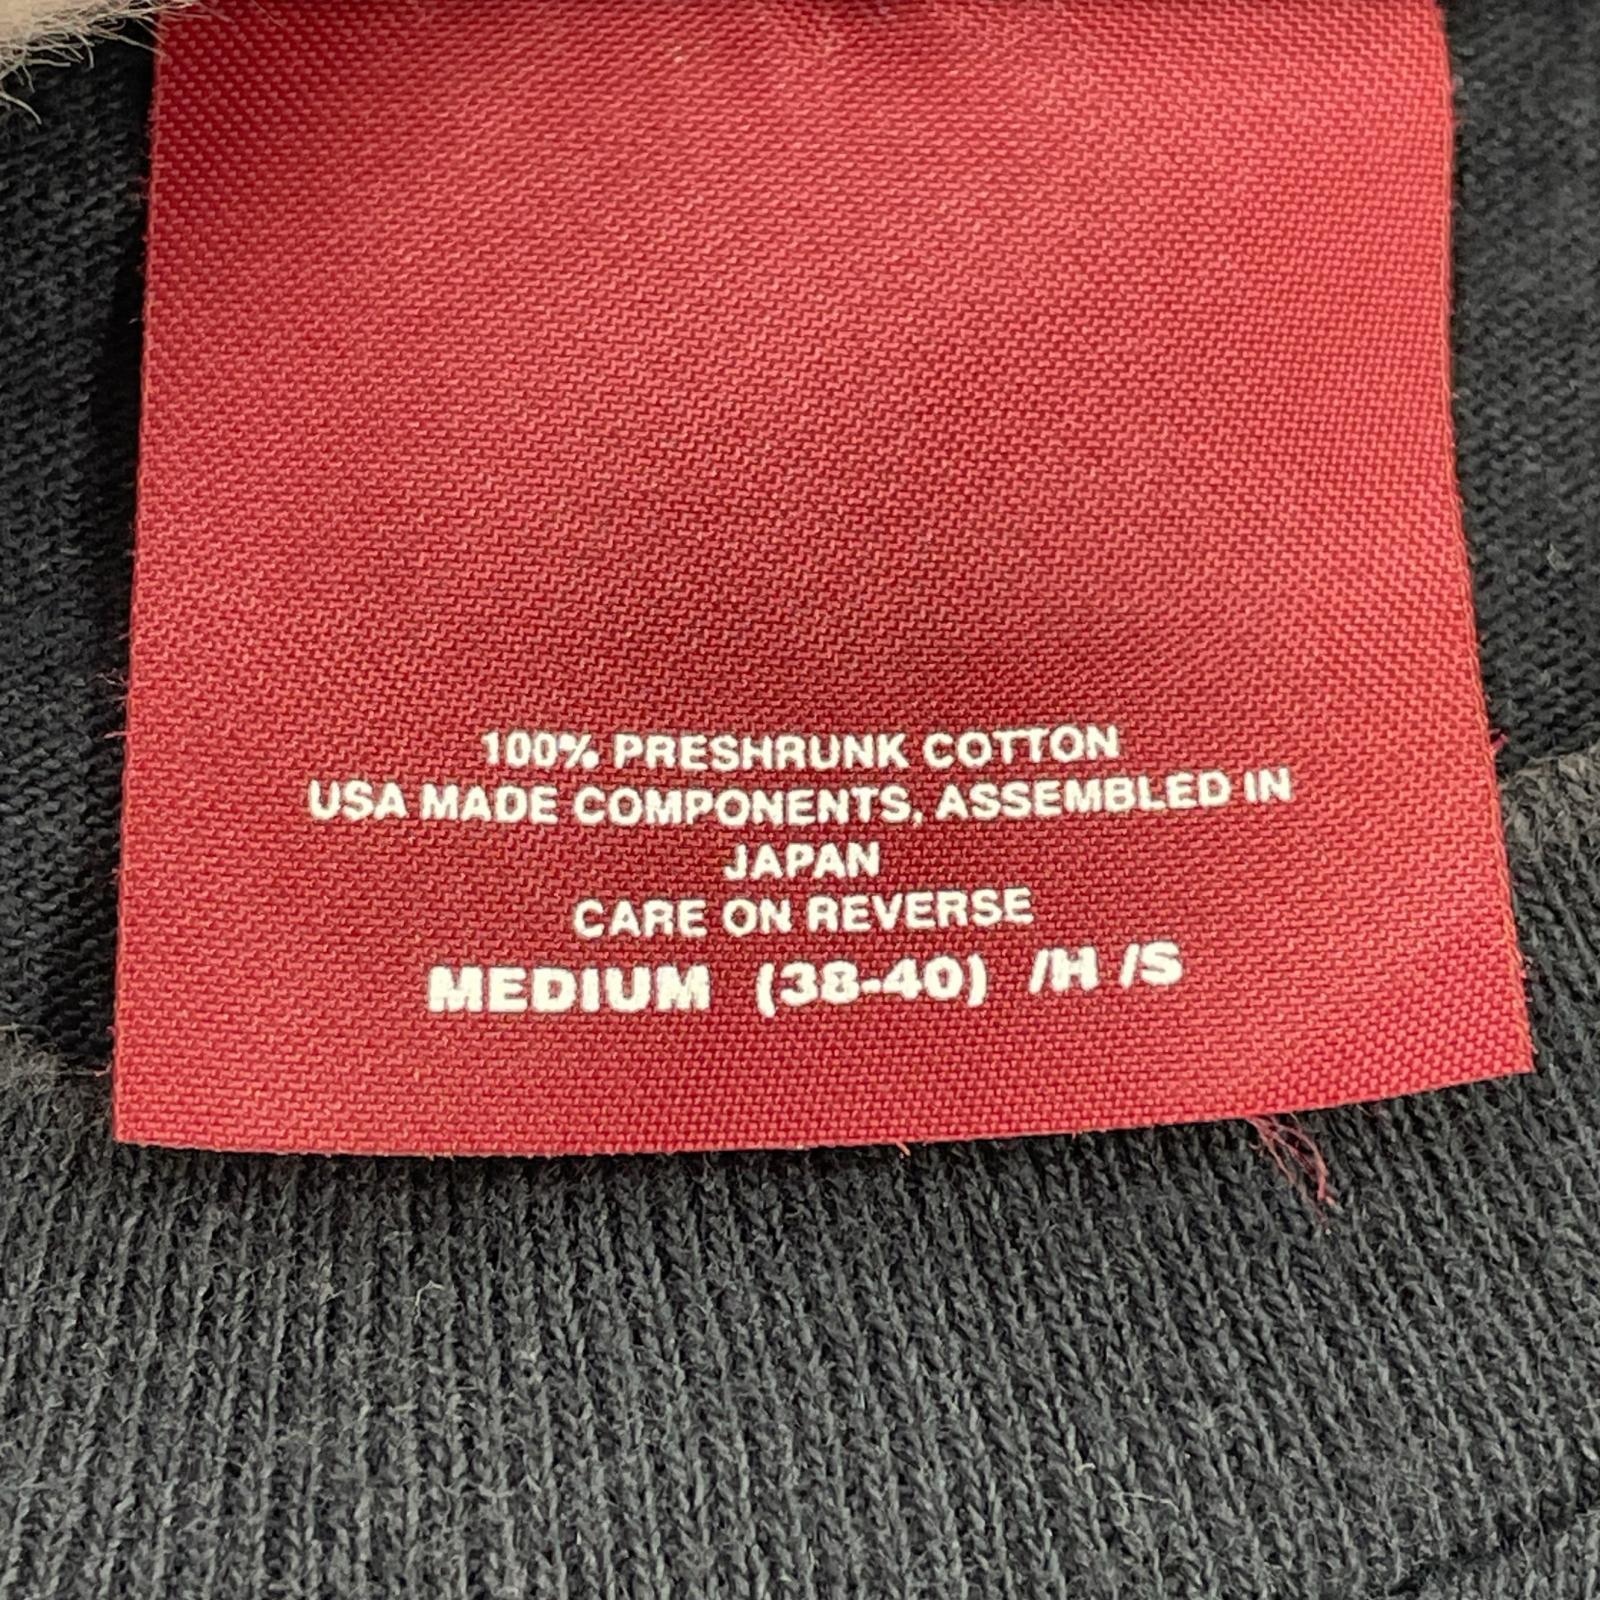 100% PRESHRUNK COTTON
USA MADE COMPONENTS, ASSEMBLED IN
JAPAN
CARE ON REVERSE
MEDIUM (38-40) /H /S